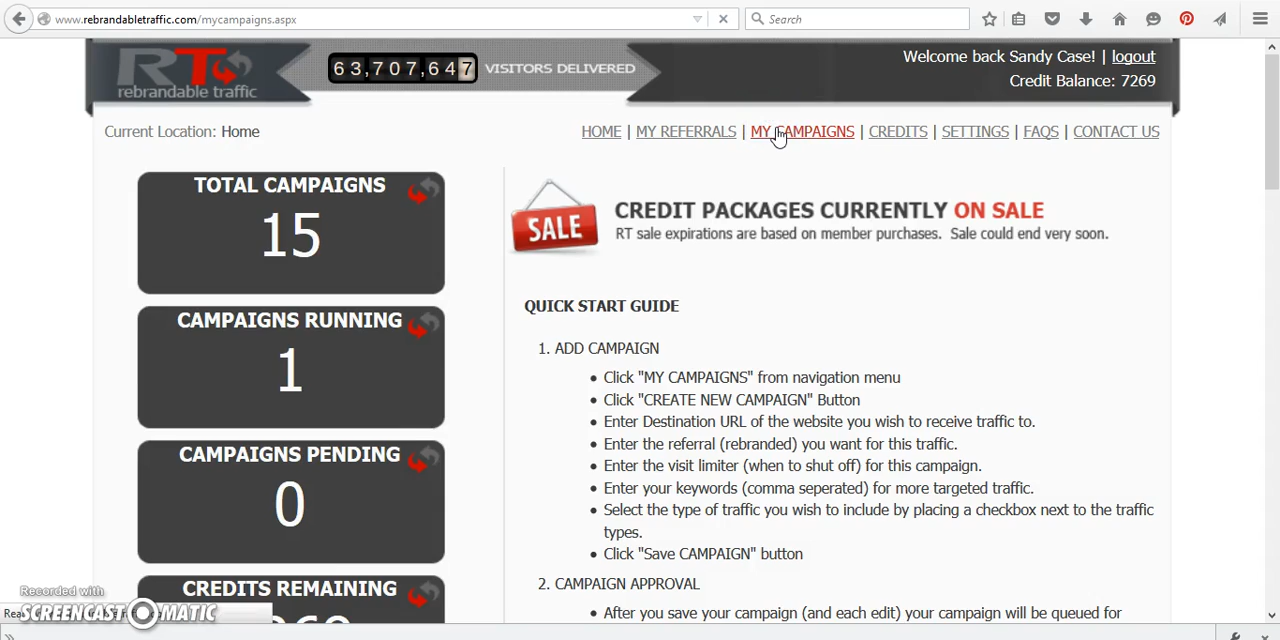 www.rebrandabletraffic.com/mycampaigns.aspx
Search
RT
rebrandable traffic
63,707,647 VISITORS DELIVERED
Welcome back Sandy Case! | logout
Credit Balance: 7269
Current Location: Home
HOME | MY REFERRALS | MY CAMPAIGNS | CREDITS | SETTINGS | FAQS | CONTACT US
TOTAL CAMPAIGNS
15
CAMPAIGNS RUNNING
1
CAMPAIGNS PENDING
0
CREDITS REMAINING
SALE
CREDIT PACKAGES CURRENTLY ON SALE
RT sale expirations are based on member purchases. Sale could end very soon.
QUICK START GUIDE
1. ADD CAMPAIGN
• Click "MY CAMPAIGNS" from navigation menu
• Click "CREATE NEW CAMPAIGN" Button
• Enter Destination URL of the website you wish to receive traffic to.
• Enter the referral (rebranded) you want for this traffic.
• Enter the visit limiter (when to shut off) for this campaign.
• Enter your keywords (comma seperated) for more targeted traffic.
• Select the type of traffic you wish to include by placing a checkbox next to the traffic
types.
• Click "Save CAMPAIGN" button
2. CAMPAIGN APPROVAL
• After you save your campaign (and each edit) your campaign will be queued for
Recorded with
SCREENCAST-O-MATIC